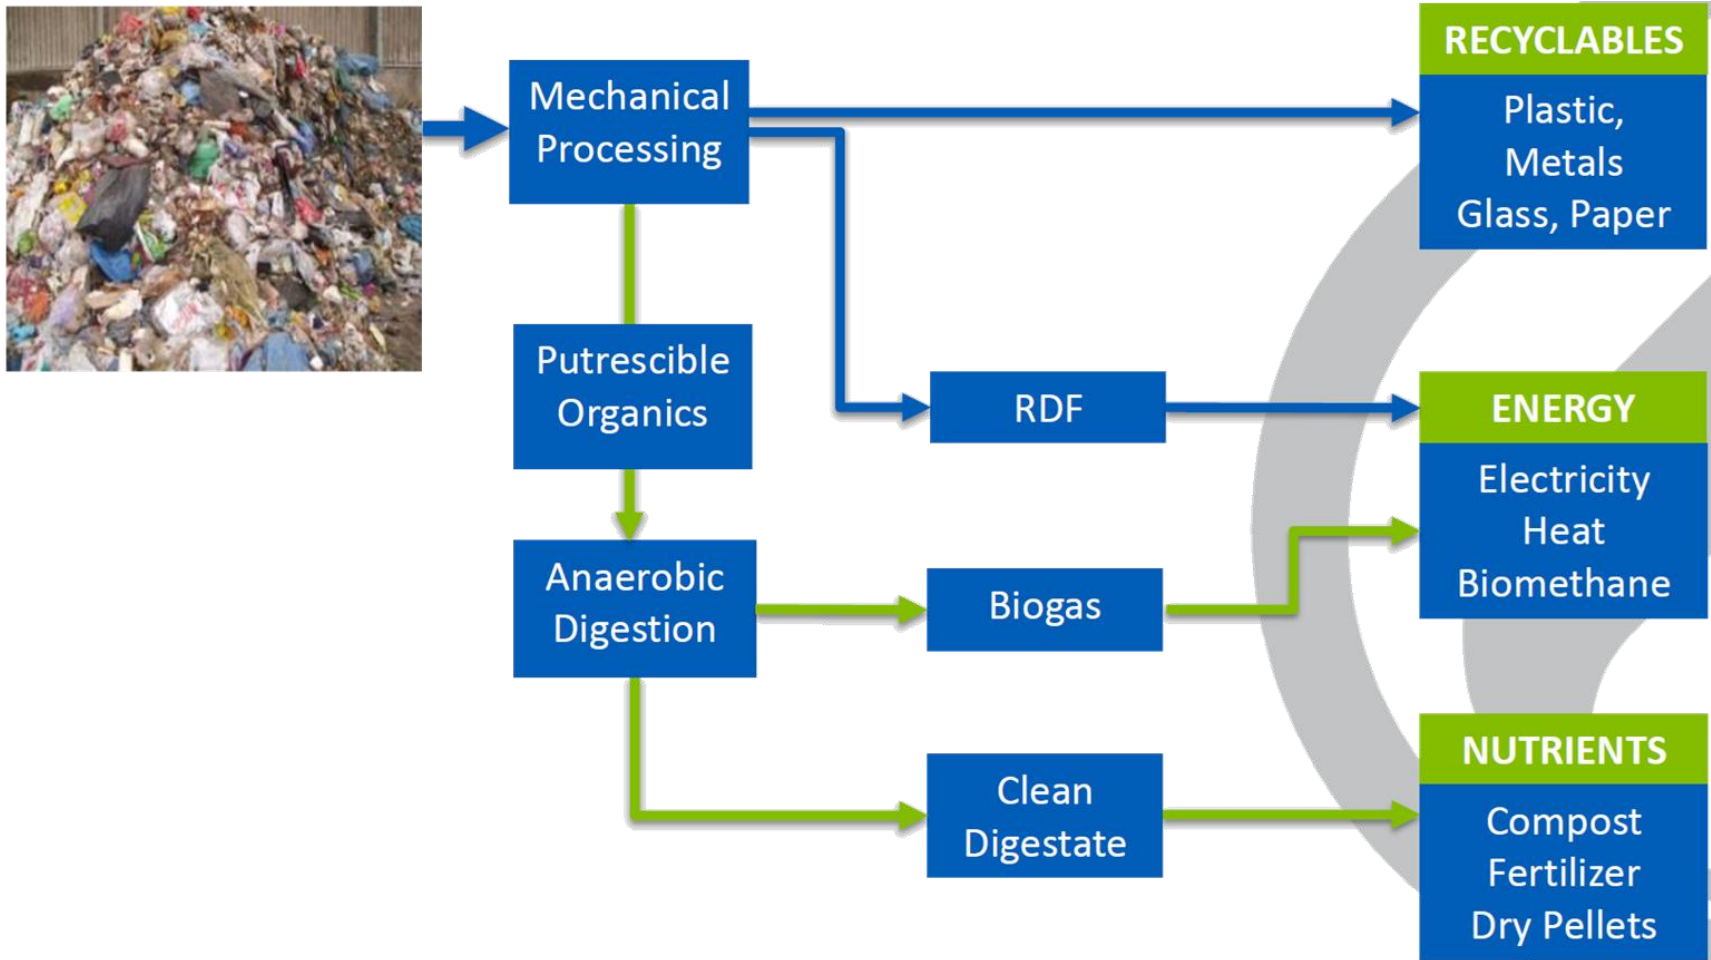 Mechanical
Processing
RECYCLABLES
Plastic,
Metals
Glass, Paper
Putrescible
Organics
RDF
ENERGY
Electricity
Heat
Biomethane
Anaerobic
Digestion
Biogas
Clean
Digestate
NUTRIENTS
Compost
Fertilizer
Dry Pellets